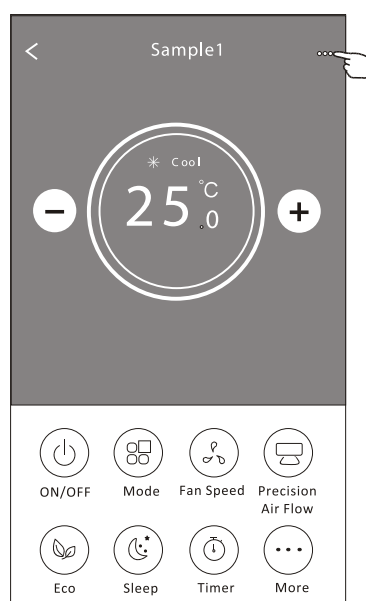 Sample1
Cool
25.0 °C
ON/OFF Mode Fan Speed Precision Air Flow
Eco Sleep Timer More